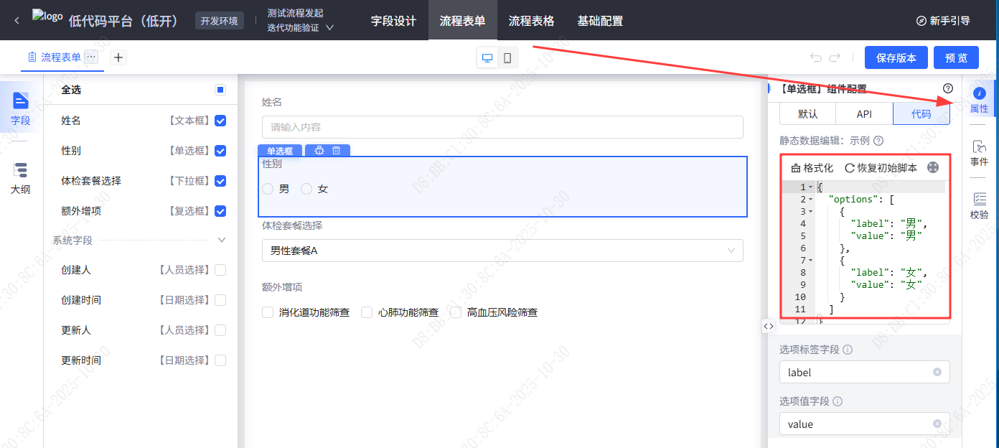 logo
低代码平台（低开）
开发环境
测试流程发起
迭代功能验证
字段设计
流程表单
流程表格
基础配置
新手引导
流程表单
保存版本
预 览
字段
大纲
全选
姓名 【文本框】
性别 【单选框】
体检套餐选择 【下拉框】
额外增项 【复选框】
系统字段
创建人 【人员选择】
创建时间 【日期选择】
更新人 【人员选择】
更新时间 【日期选择】
姓名
请输入内容
单选框
性别
男 女
体检套餐选择
男性套餐A
额外增项
消化道功能筛查 心肺功能筛查 高血压风险筛查
【单选框】组件配置
默认 API 代码
静态数据编辑：示例
格式化 恢复初始脚本
1 {
2 "options": [
3 {
4 "label": "男",
5 "value": "男"
6 },
7 {
8 "label": "女",
9 "value": "女"
10 }
11 ]
12 }
选项标签字段
label
选项值字段
value
属性
事件
校验
D8:BB:C1:30:8C:6A-2025-10-30